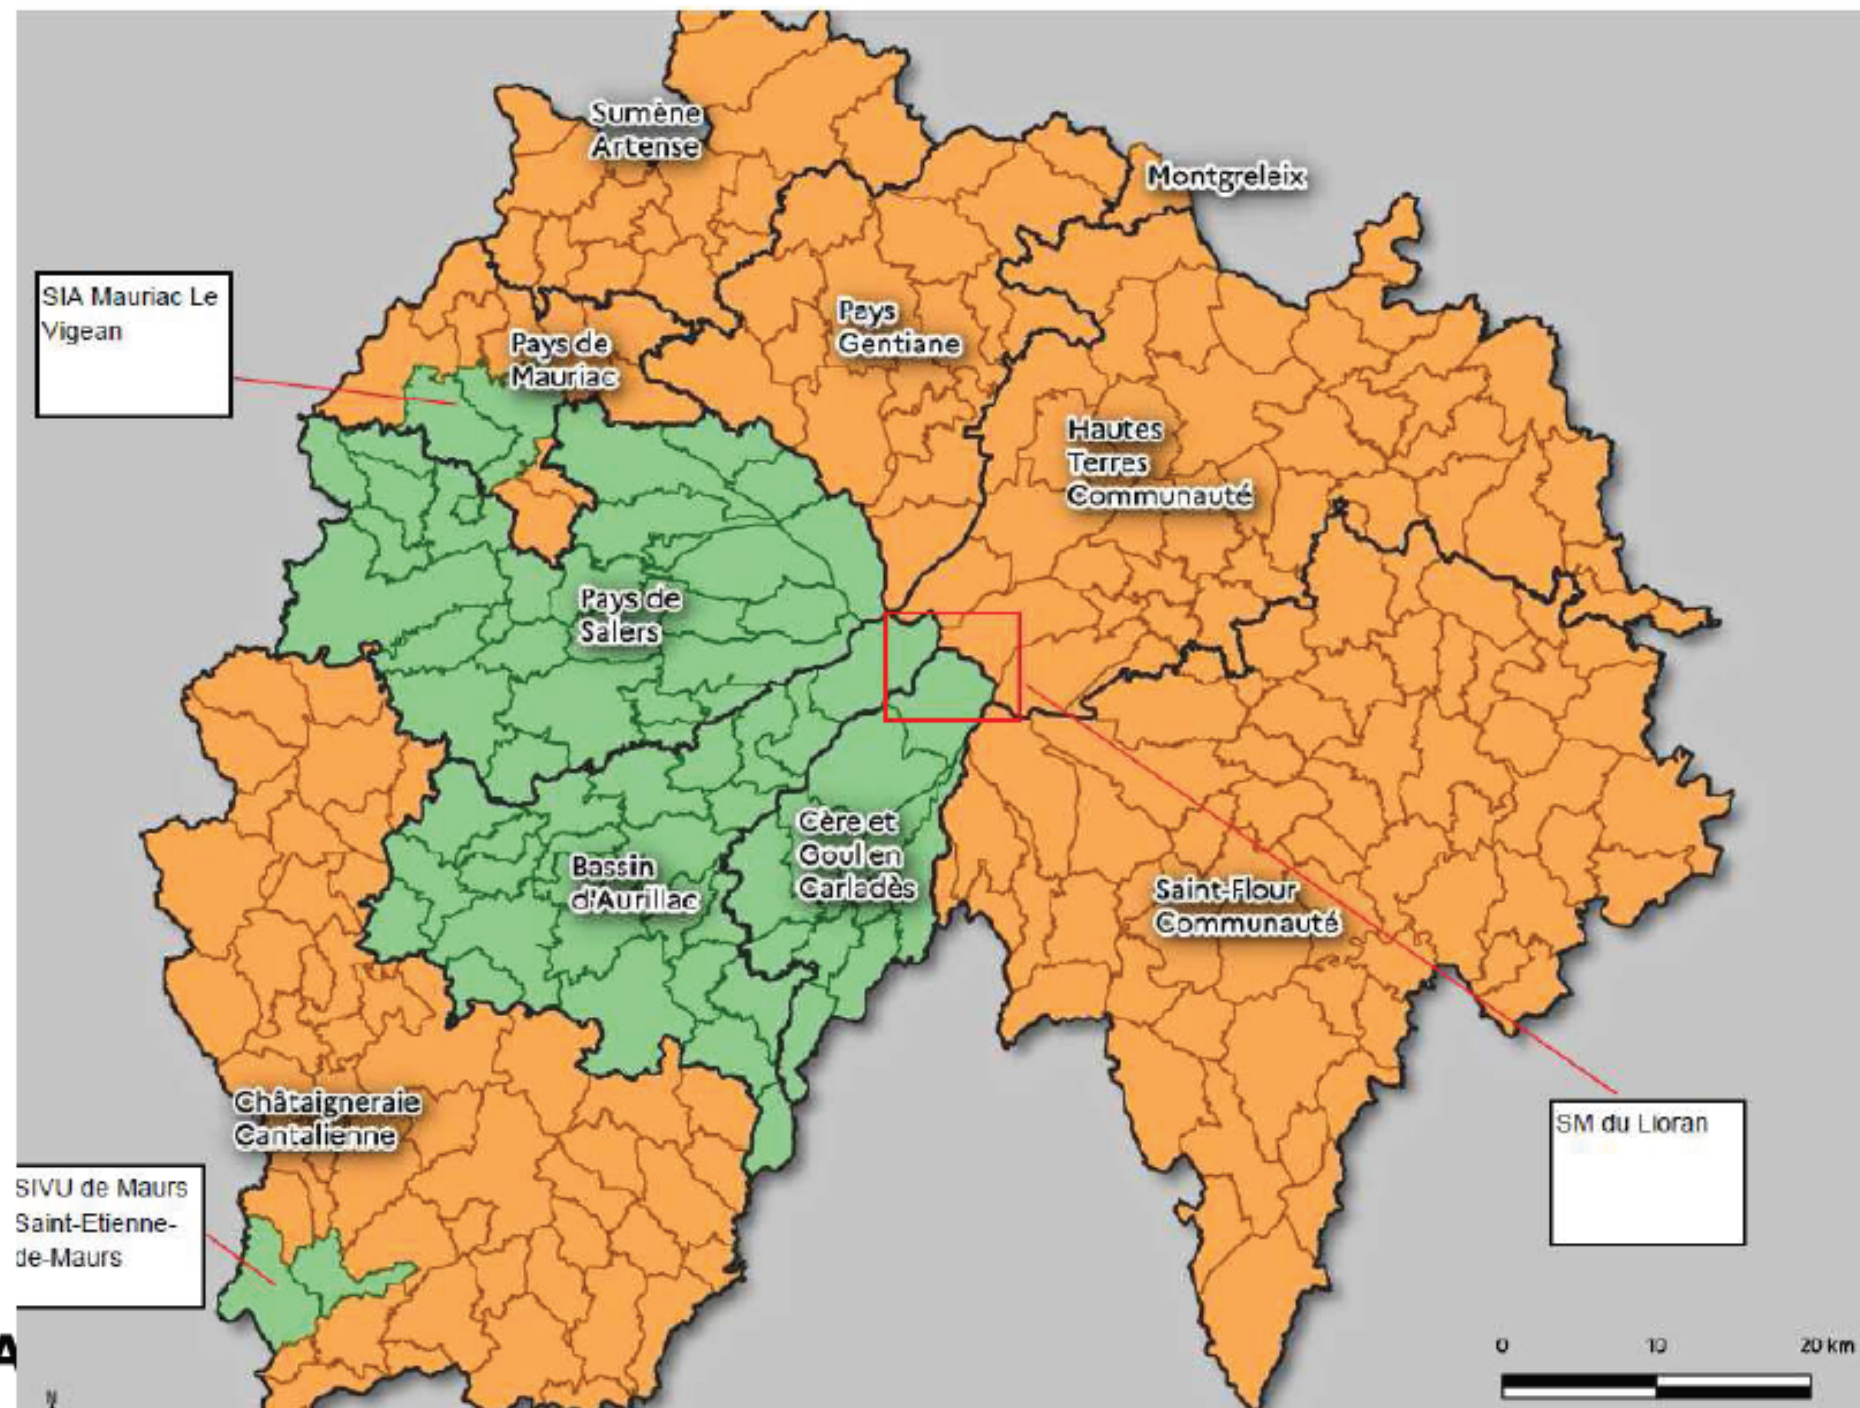 Sumène
Artense
Montgreleix
SIA Mauriac Le
Vigean
Pays
Gentiane
Pays de
Mauriac
Hautes
Terres
Communauté
Pays de
Salers
Cère et
Goul en
Carladès
Bassin
d'Aurillac
Saint-Flour
Communauté
Châtaigneraie
Cantalienne
SM du Lioran
SIVU de Maurs
Saint-Etienne-
de-Maurs
0 10 20 km
A
N